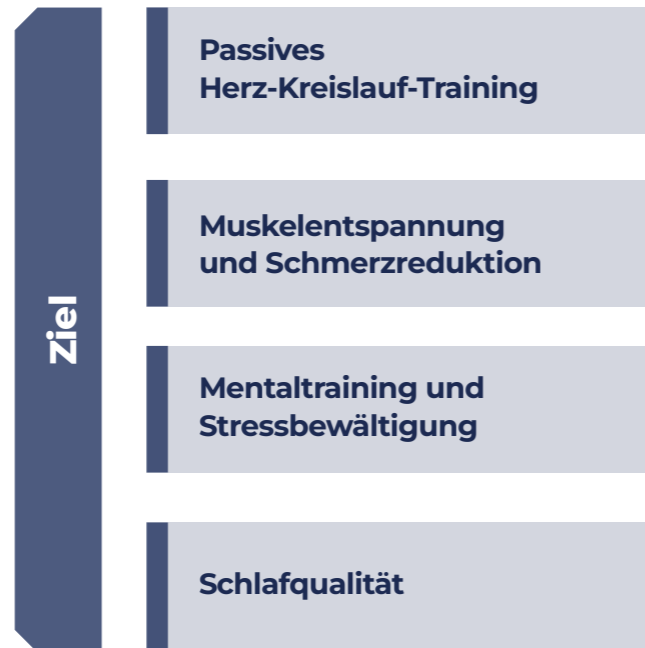 Ziel
Passives
Herz-Kreislauf-Training
Muskelentspannung
und Schmerzreduktion
Mentaltraining und
Stressbewältigung
Schlafqualität